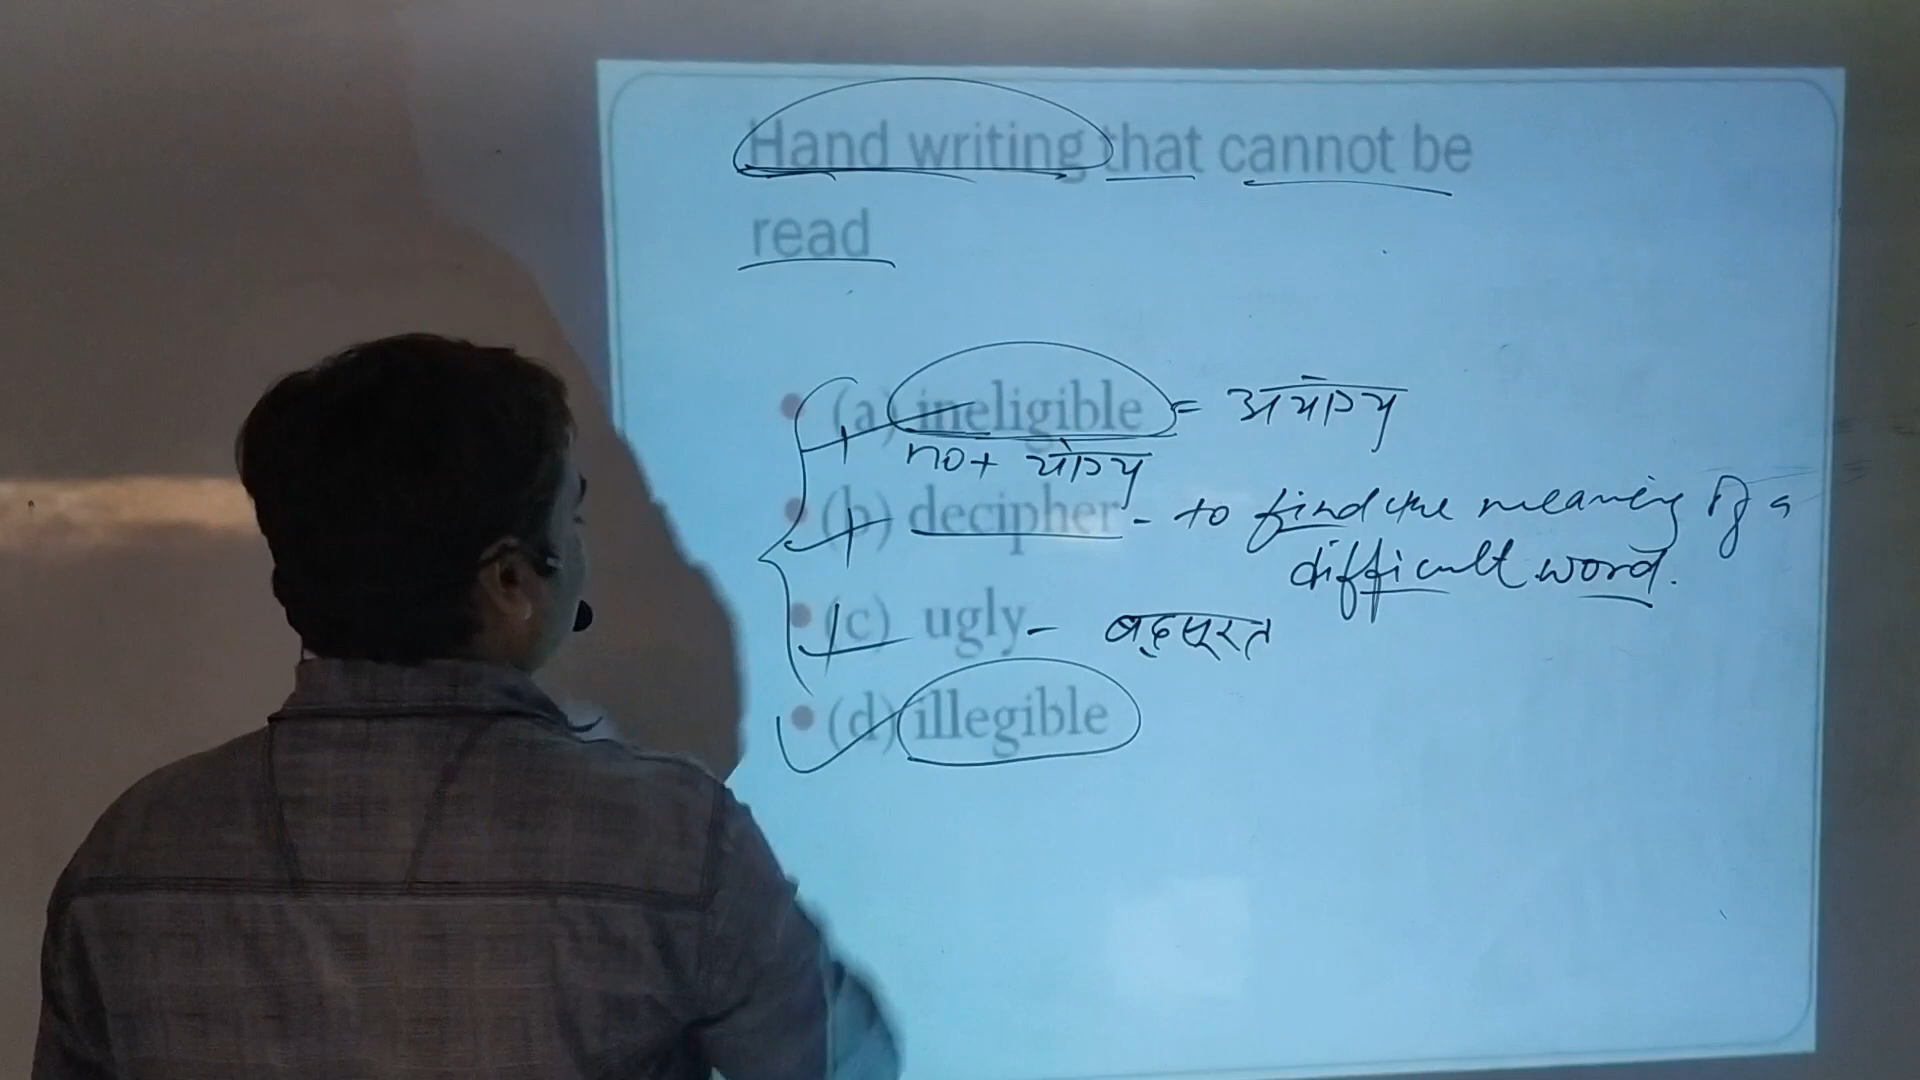 Hand writing that cannot be
read
(a) ineligible = अयोग्य
not योग्य
(b) decipher - to find the meaning of a
difficult word.
(c) ugly - बदसूरत
(d) illegible